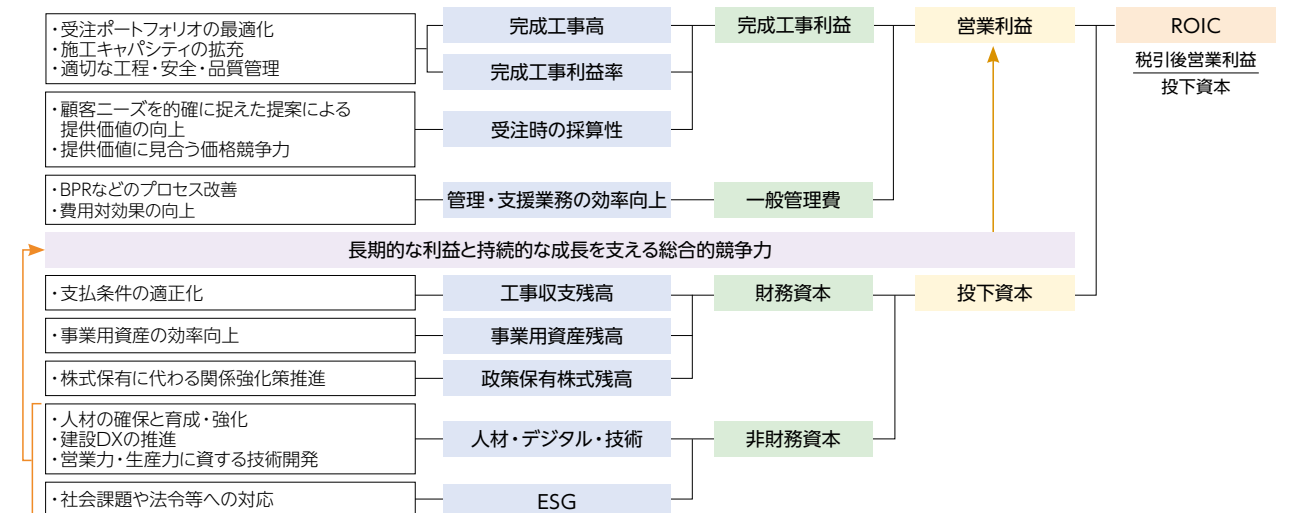 ・受注ポートフォリオの最適化
・施工キャパシティの拡充
・適切な工程・安全・品質管理
完成工事高
完成工事利益率
完成工事利益
営業利益
ROIC
税引後営業利益
投下資本
・顧客ニーズを的確に捉えた提案による
提供価値の向上
・提供価値に見合う価格競争力
受注時の採算性
・BPRなどのプロセス改善
・費用対効果の向上
管理・支援業務の効率向上
一般管理費
長期的な利益と持続的な成長を支える総合的競争力
・支払条件の適正化
工事収支残高
財務資本
投下資本
・事業用資産の効率向上
事業用資産残高
・株式保有に代わる関係強化策推進
政策保有株式残高
・人材の確保と育成・強化
・建設DXの推進
・営業力・生産力に資する技術開発
人材・デジタル・技術
非財務資本
・社会課題や法令等への対応
ESG